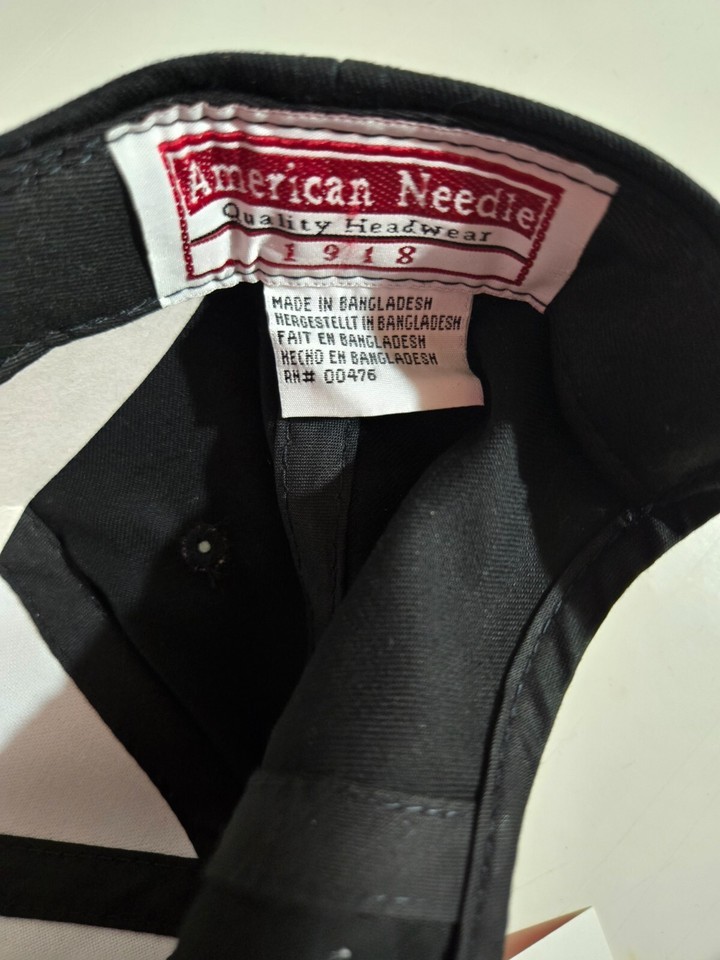 American Needle
Quality Headwear
1918
MADE IN BANGLADESH
HERGESTELLT IN BANGLADESH
FAIT EN BANGLADESH
HECHO EN BANGLADESH
RN# 00476